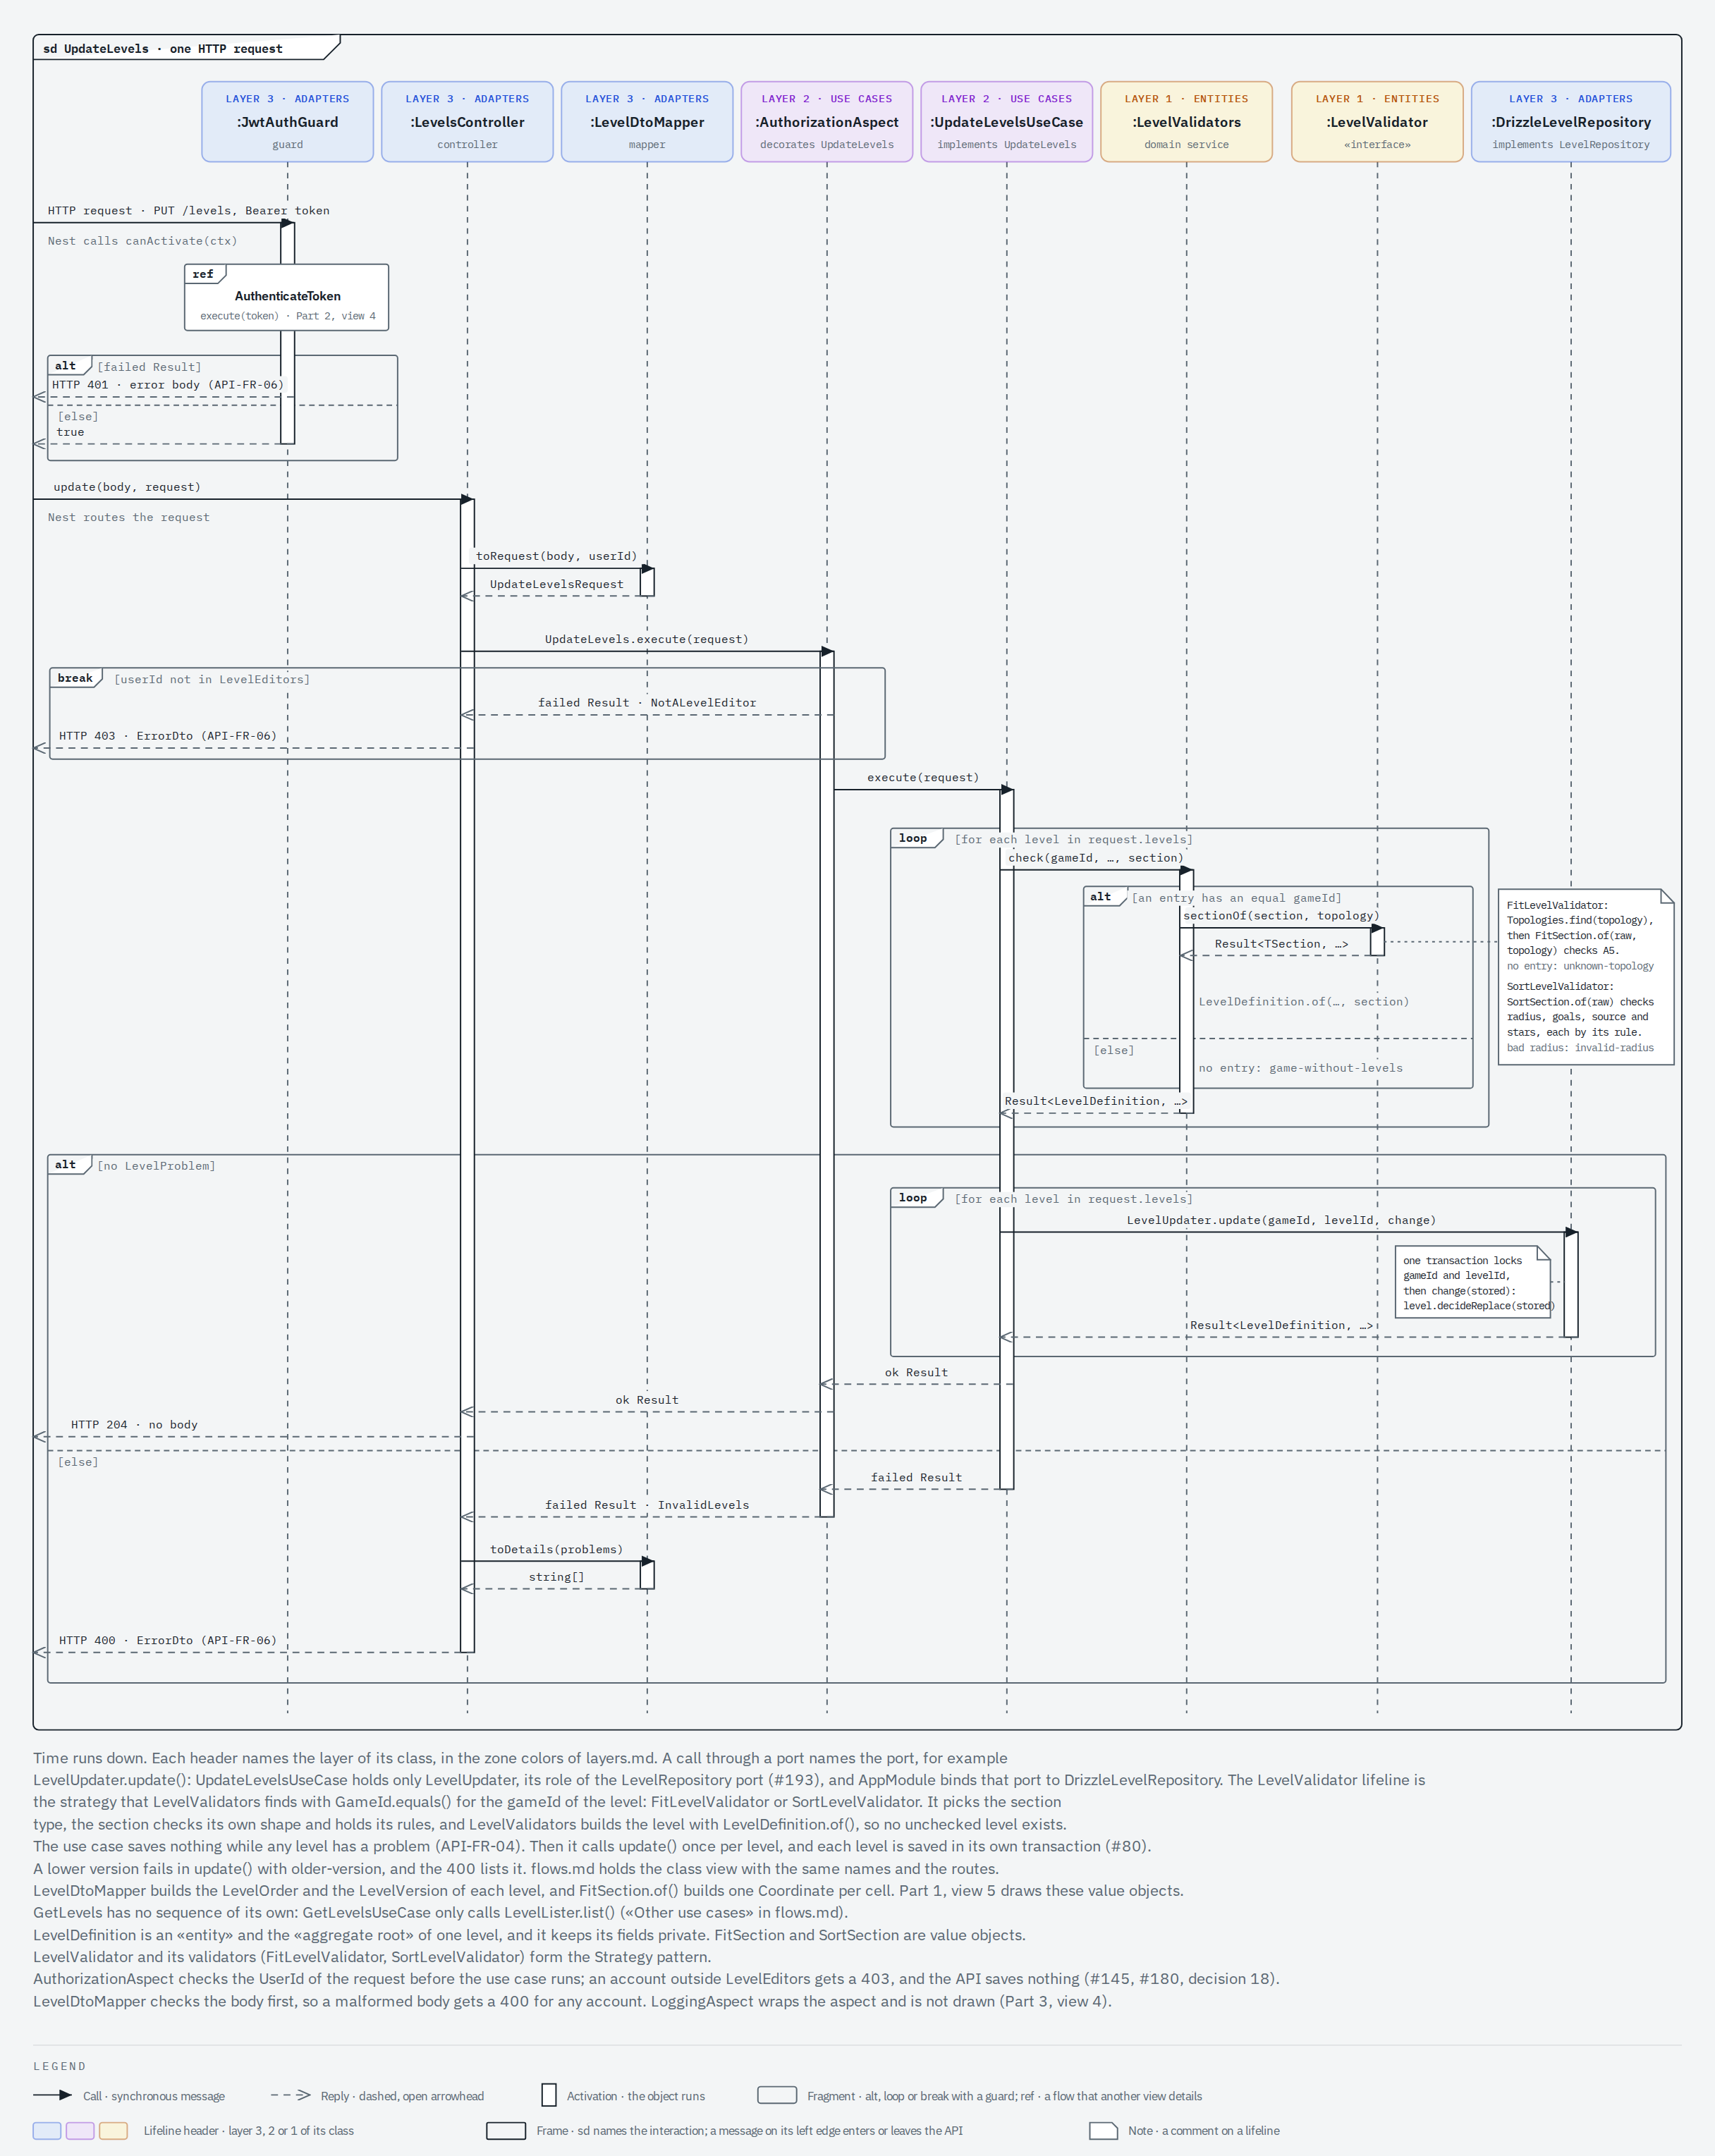 sd UpdateLevels · one HTTP request
LAYER 3 · ADAPTERS
:JwtAuthGuard
guard
LAYER 3 · ADAPTERS
:LevelsController
controller
LAYER 3 · ADAPTERS
:LevelDtoMapper
mapper
LAYER 2 · USE CASES
:AuthorizationAspect
decorates UpdateLevels
LAYER 2 · USE CASES
:UpdateLevelsUseCase
implements UpdateLevels
LAYER 1 · ENTITIES
:LevelValidators
domain service
LAYER 1 · ENTITIES
:LevelValidator
«interface»
LAYER 3 · ADAPTERS
:DrizzleLevelRepository
implements LevelRepository
HTTP request · PUT /levels, Bearer token
Nest calls canActivate(ctx)
ref
AuthenticateToken
execute(token) · Part 2, view 4
alt
[failed Result]
HTTP 401 · error body (API-FR-06)
[else]
true
update(body, request)
Nest routes the request
toRequest(body, userId)
UpdateLevelsRequest
UpdateLevels.execute(request)
break
[userId not in LevelEditors]
failed Result · NotALevelEditor
HTTP 403 · ErrorDto (API-FR-06)
execute(request)
loop
[for each level in request.levels]
check(gameId, …, section)
alt
[an entry has an equal gameId]
sectionOf(section, topology)
Result<TSection, …>
LevelDefinition.of(…, section)
[else]
no entry: game-without-levels
Result<LevelDefinition, …>
FitLevelValidator:
Topologies.find(topology),
then FitSection.of(raw,
topology) checks A5.
no entry: unknown-topology
SortLevelValidator:
SortSection.of(raw) checks
radius, goals, source and
stars, each by its rule.
bad radius: invalid-radius
alt
[no LevelProblem]
loop
[for each level in request.levels]
LevelUpdater.update(gameId, levelId, change)
one transaction locks
gameId and levelId,
then change(stored):
level.decideReplace(stored)
Result<LevelDefinition, …>
ok Result
ok Result
HTTP 204 · no body
[else]
failed Result
failed Result · InvalidLevels
toDetails(problems)
string[]
HTTP 400 · ErrorDto (API-FR-06)
Time runs down. Each header names the layer of its class, in the zone colors of layers.md. A call through a port names the port, for example
LevelUpdater.update(): UpdateLevelsUseCase holds only LevelUpdater, its role of the LevelRepository port (#193), and AppModule binds that port to DrizzleLevelRepository. The LevelValidator lifeline is
the strategy that LevelValidators finds with GameId.equals() for the gameId of the level: FitLevelValidator or SortLevelValidator. It picks the section
type, the section checks its own shape and holds its rules, and LevelValidators builds the level with LevelDefinition.of(), so no unchecked level exists.
The use case saves nothing while any level has a problem (API-FR-04). Then it calls update() once per level, and each level is saved in its own transaction (#80).
A lower version fails in update() with older-version, and the 400 lists it. flows.md holds the class view with the same names and the routes.
LevelDtoMapper builds the LevelOrder and the LevelVersion of each level, and FitSection.of() builds one Coordinate per cell. Part 1, view 5 draws these value objects.
GetLevels has no sequence of its own: GetLevelsUseCase only calls LevelLister.list() («Other use cases» in flows.md).
LevelDefinition is an «entity» and the «aggregate root» of one level, and it keeps its fields private. FitSection and SortSection are value objects.
LevelValidator and its validators (FitLevelValidator, SortLevelValidator) form the Strategy pattern.
AuthorizationAspect checks the UserId of the request before the use case runs; an account outside LevelEditors gets a 403, and the API saves nothing (#145, #180, decision 18).
LevelDtoMapper checks the body first, so a malformed body gets a 400 for any account. LoggingAspect wraps the aspect and is not drawn (Part 3, view 4).
LEGEND
Call · synchronous message
Reply · dashed, open arrowhead
Activation · the object runs
Fragment · alt, loop or break with a guard; ref · a flow that another view details
Lifeline header · layer 3, 2 or 1 of its class
Frame · sd names the interaction; a message on its left edge enters or leaves the API
Note · a comment on a lifeline